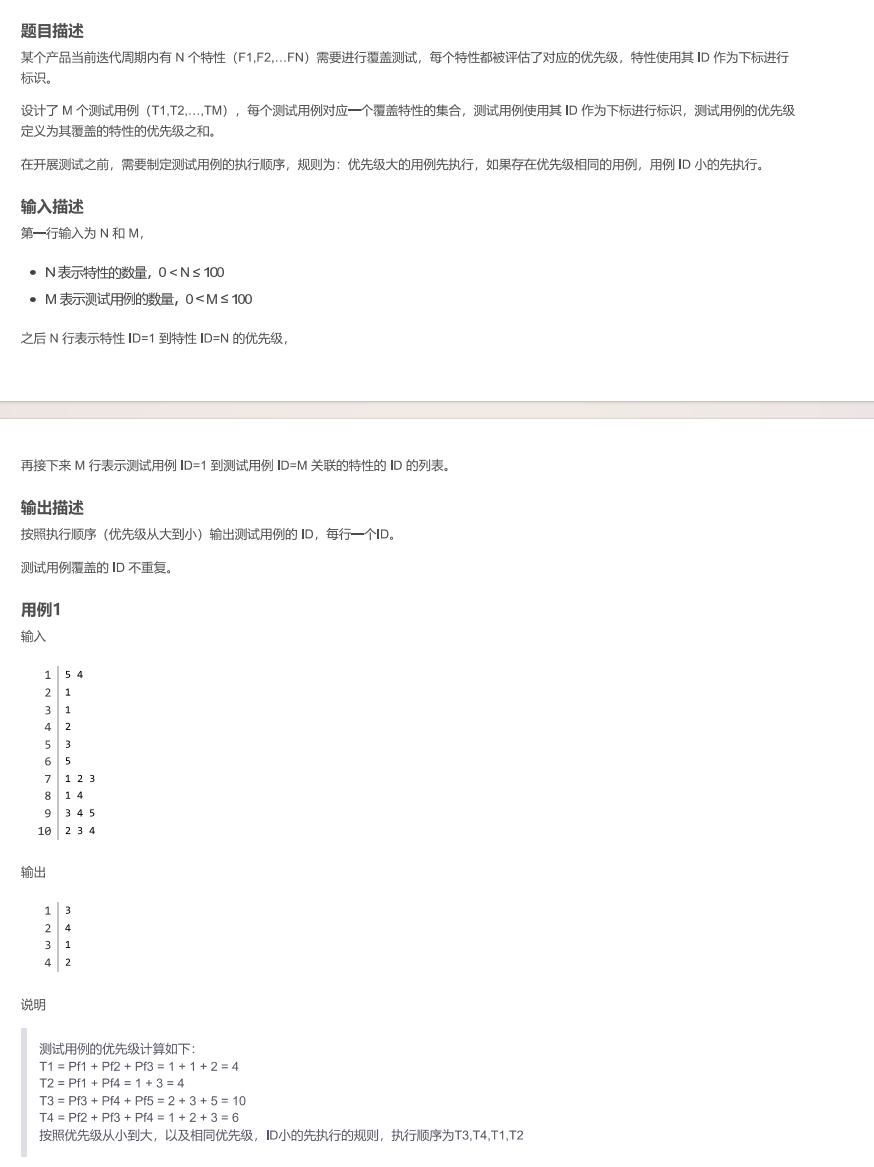 题目描述
某个产品当前迭代周期内有 N 个特性（F1,F2,...FN）需要进行覆盖测试，每个特性都被评估了对应的优先级，特性使用其 ID 作为下标进行
标识。
设计了 M 个测试用例（T1,T2,...,TM），每个测试用例对应一个覆盖特性的集合，测试用例使用其 ID 作为下标进行标识，测试用例的优先级
定义为其覆盖的特性的优先级之和。
在开展测试之前，需要制定测试用例的执行顺序，规则为：优先级大的用例先执行，如果存在优先级相同的用例，用例 ID 小的先执行。
输入描述
第一行输入为 N 和 M，
• N 表示特性的数量，0 < N ≤ 100
• M 表示测试用例的数量，0 < M ≤ 100
之后 N 行表示特性 ID=1 到特性 ID=N 的优先级，
再接下来 M 行表示测试用例 ID=1 到测试用例 ID=M 关联的特性的 ID 的列表。
输出描述
按照执行顺序（优先级从大到小）输出测试用例的 ID，每行一个ID。
测试用例覆盖的 ID 不重复。
用例1
输入
1 5 4
2 1
3 1
4 2
5 3
6 5
7 1 2 3
8 1 4
9 3 4 5
10 2 3 4
输出
1 3
2 4
3 1
4 2
说明
测试用例的优先级计算如下：
T1 = Pf1 + Pf2 + Pf3 = 1 + 1 + 2 = 4
T2 = Pf1 + Pf4 = 1 + 3 = 4
T3 = Pf3 + Pf4 + Pf5 = 2 + 3 + 5 = 10
T4 = Pf2 + Pf3 + Pf4 = 1 + 2 + 3 = 6
按照优先级从小到大，以及相同优先级，ID小的先执行的规则，执行顺序为T3,T4,T1,T2